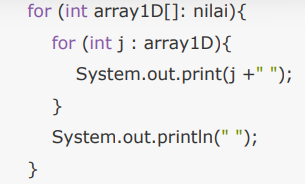 for (int array1D[]: nilai){
for (int j : array1D){
System.out.print(j +" ");
}
System.out.println(" ");
}